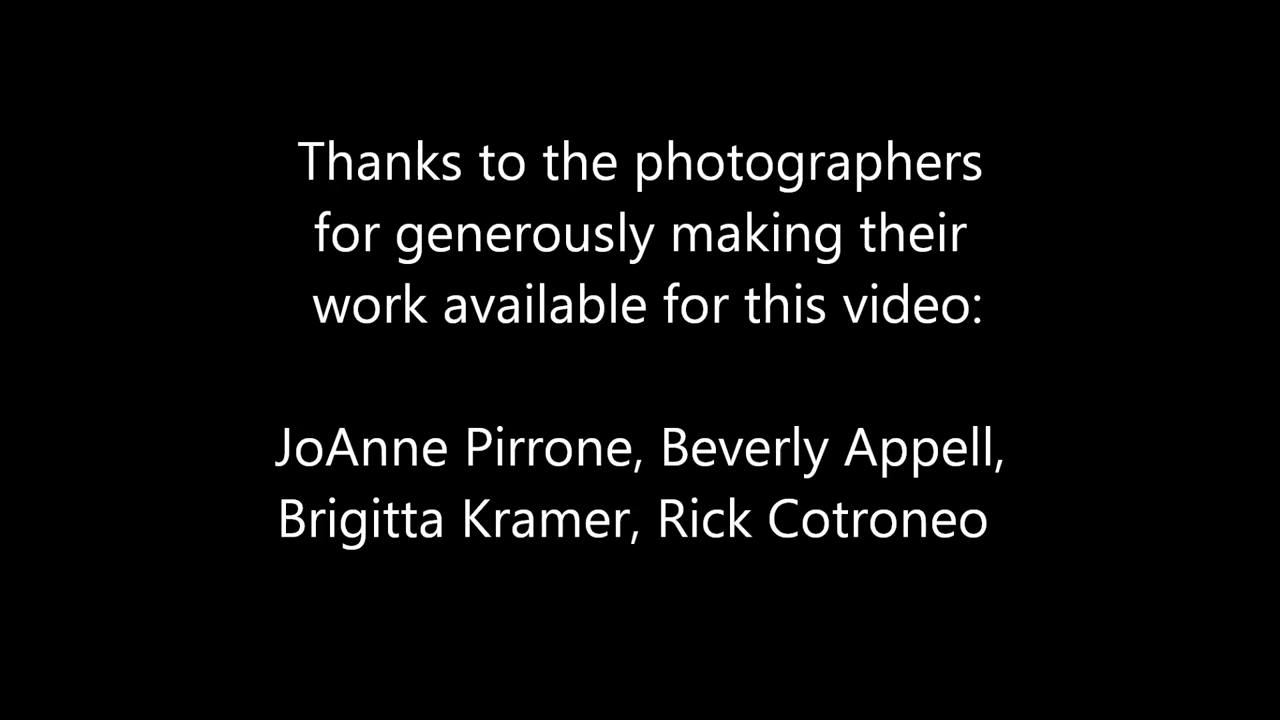 Thanks to the photographers
for generously making their
work available for this video:
JoAnne Pirrone, Beverly Appell,
Brigitta Kramer, Rick Cotroneo